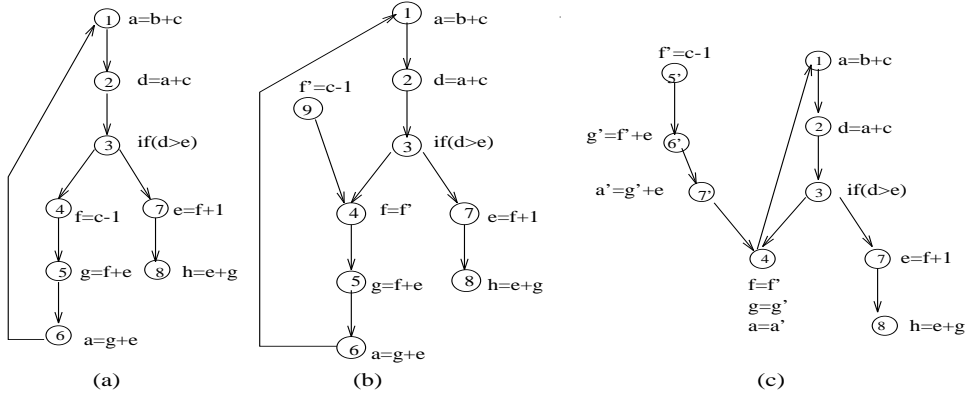 1 a=b+c
2 d=a+c
3 if(d>e)
4 f=c-1
7 e=f+1
5 g=f+e
8 h=e+g
6 a=g+e
(a)
1 a=b+c
2 d=a+c
f'=c-1
9
3 if(d>e)
4 f=f'
7 e=f+1
5 g=f+e
8 h=e+g
6 a=g+e
(b)
f'=c-1
5'
g'=f'+e 6'
a'=g'+e 7'
1 a=b+c
2 d=a+c
3 if(d>e)
4
f=f'
g=g'
a=a'
7 e=f+1
8 h=e+g
(c)